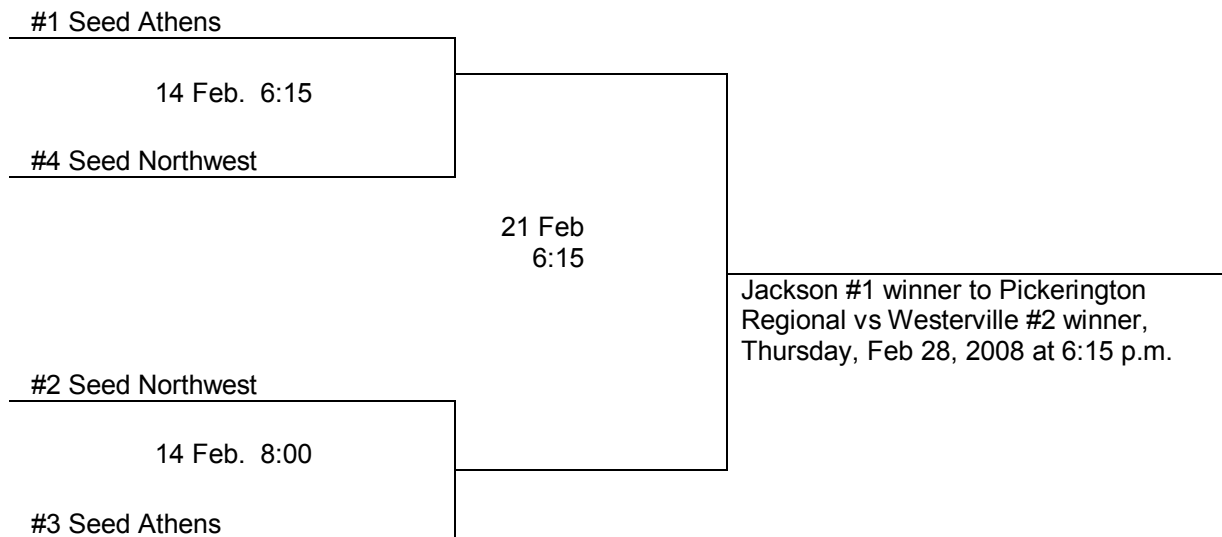 #1 Seed Athens
14 Feb.  6:15
#4 Seed Northwest
21 Feb
6:15
Jackson #1 winner to Pickerington
Regional vs Westerville #2 winner,
Thursday, Feb 28, 2008 at 6:15 p.m.
#2 Seed Northwest
14 Feb.  8:00
#3 Seed Athens